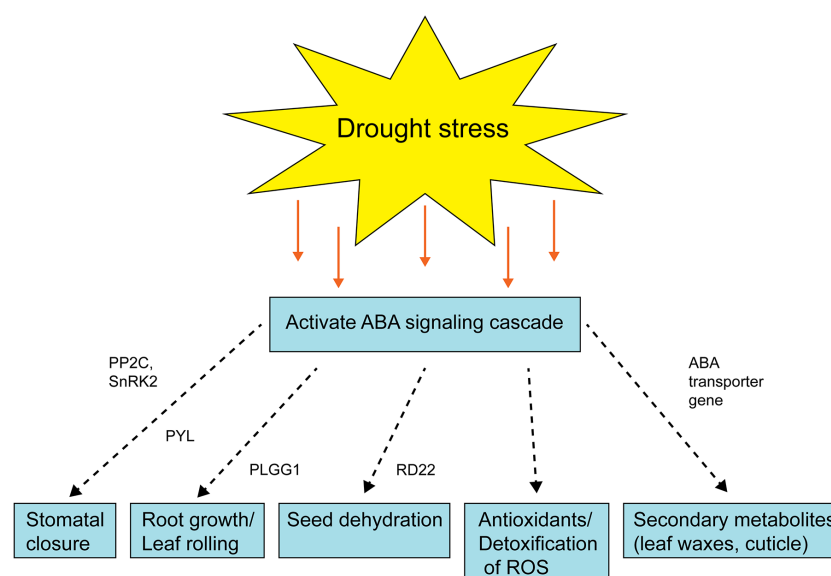 Drought stress
Activate ABA signaling cascade
PP2C,
SnRK2
ABA
transporter
gene
PYL
PLGG1
RD22
Stomatal
closure
Root growth/
Leaf rolling
Seed dehydration
Antioxidants/
Detoxification
of ROS
Secondary metabolites
(leaf waxes, cuticle)